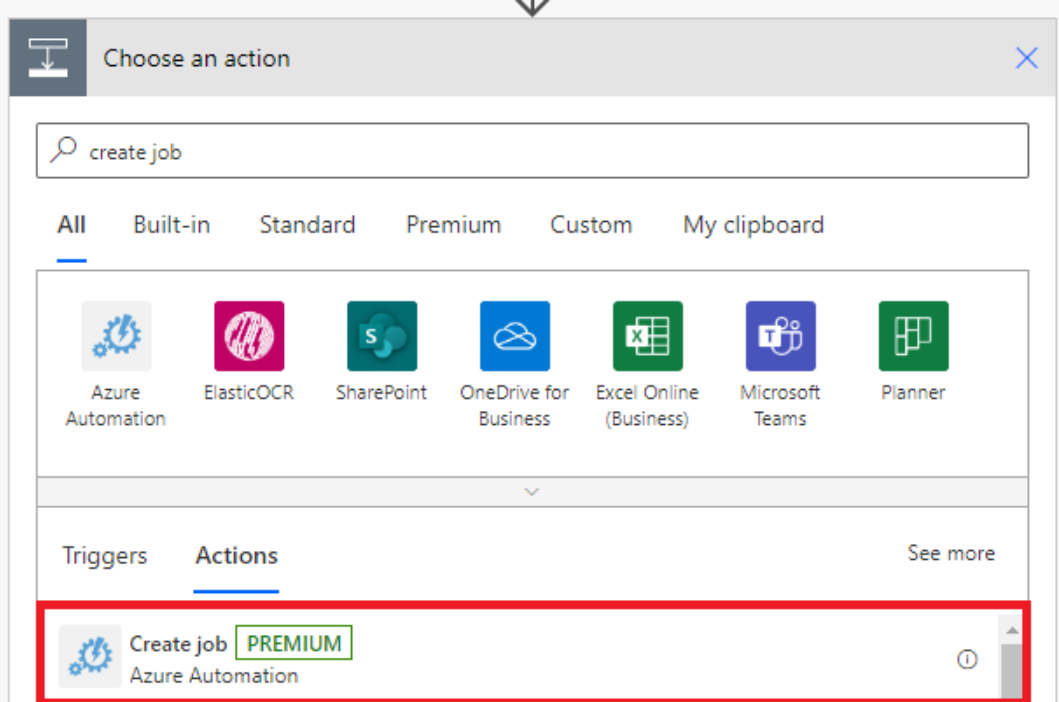 Choose an action
create job
All Built-in Standard Premium Custom My clipboard
Azure Automation
ElasticOCR
SharePoint
OneDrive for Business
Excel Online (Business)
Microsoft Teams
Planner
Triggers Actions See more
Create job PREMIUM
Azure Automation